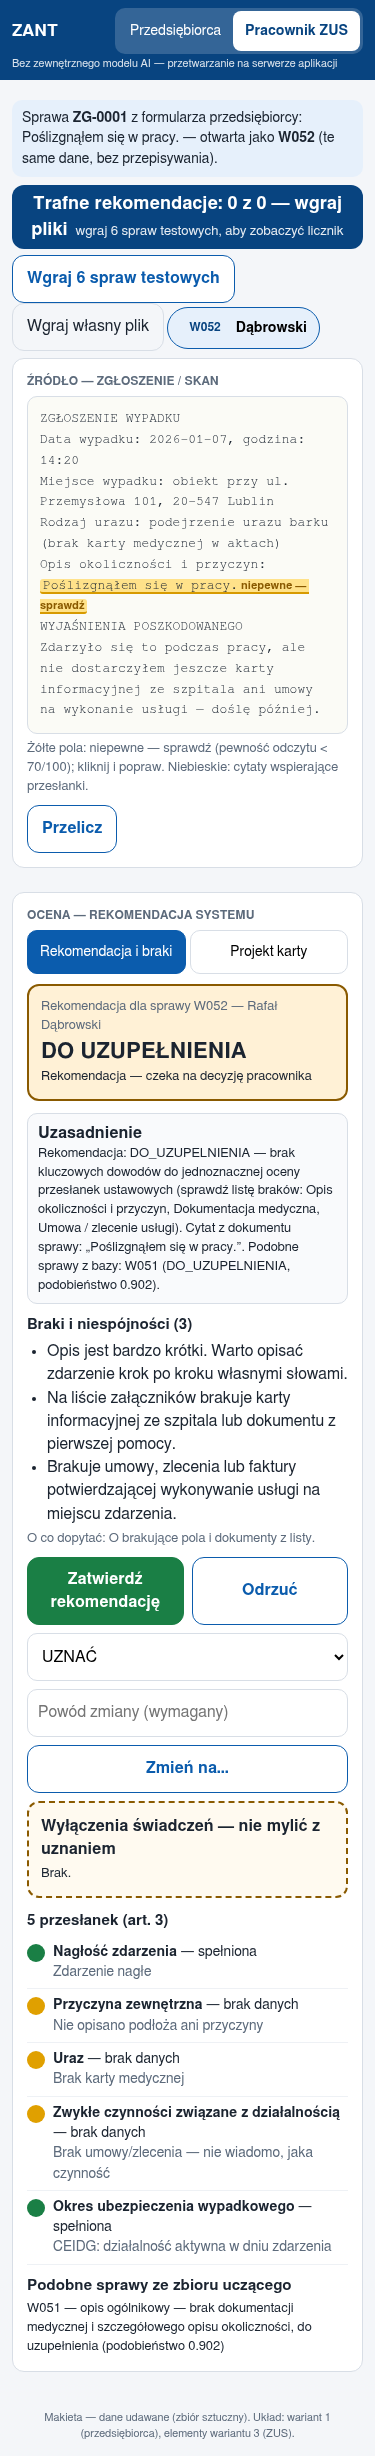 ZANT
Przedsiębiorca
Pracownik ZUS
Bez zewnętrznego modelu AI — przetwarzanie na serwerze aplikacji
Sprawa ZG-0001 z formularza przedsiębiorcy:
Poślizgnąłem się w pracy. — otwarta jako W052 (te
same dane, bez przepisywania).
Trafne rekomendacje: 0 z 0 — wgraj
pliki wgraj 6 spraw testowych, aby zobaczyć licznik
Wgraj 6 spraw testowych
Wgraj własny plik
W052 Dąbrowski
ŹRÓDŁO — ZGŁOSZENIE / SKAN
ZGŁOSZENIE WYPADKU
Data wypadku: 2026-01-07, godzina:
14:20
Miejsce wypadku: obiekt przy ul.
Przemysłowa 101, 20-547 Lublin
Rodzaj urazu: podejrzenie urazu barku
(brak karty medycznej w aktach)
Opis okoliczności i przyczyn:
Poślizgnąłem się w pracy. niepewne —
sprawdź
WYJAŚNIENIA POSZKODOWANEGO
Zdarzyło się to podczas pracy, ale
nie dostarczyłem jeszcze karty
informacyjnej ze szpitala ani umowy
na wykonanie usługi — doślę później.
Żółte pola: niepewne — sprawdź (pewność odczytu <
70/100); kliknij i popraw. Niebieskie: cytaty wspierające
przesłanki.
Przelicz
OCENA — REKOMENDACJA SYSTEMU
Rekomendacja i braki
Projekt karty
Rekomendacja dla sprawy W052 — Rafał
Dąbrowski
DO UZUPEŁNIENIA
Rekomendacja — czeka na decyzję pracownika
Uzasadnienie
Rekomendacja: DO_UZUPELNIENIA — brak
kluczowych dowodów do jednoznacznej oceny
przesłanek ustawowych (sprawdź listę braków: Opis
okoliczności i przyczyn, Dokumentacja medyczna,
Umowa / zlecenie usługi). Cytat z dokumentu
sprawy: „Poślizgnąłem się w pracy.”. Podobne
sprawy z bazy: W051 (DO_UZUPELNIENIA,
podobieństwo 0.902).
Braki i niespójności (3)
• Opis jest bardzo krótki. Warto opisać
zdarzenie krok po kroku własnymi słowami.
• Na liście załączników brakuje karty
informacyjnej ze szpitala lub dokumentu z
pierwszej pomocy.
• Brakuje umowy, zlecenia lub faktury
potwierdzającej wykonywanie usługi na
miejscu zdarzenia.
O co dopytać: O brakujące pola i dokumenty z listy.
Zatwierdź
rekomendację
Odrzuć
UZNAĆ
Powód zmiany (wymagany)
Zmień na...
Wyłączenia świadczeń — nie mylić z
uznaniem
Brak.
5 przesłanek (art. 3)
Nagłość zdarzenia — spełniona
Zdarzenie nagłe
Przyczyna zewnętrzna — brak danych
Nie opisano podłoża ani przyczyny
Uraz — brak danych
Brak karty medycznej
Zwykłe czynności związane z działalnością
— brak danych
Brak umowy/zlecenia — nie wiadomo, jaka
czynność
Okres ubezpieczenia wypadkowego —
spełniona
CEIDG: działalność aktywna w dniu zdarzenia
Podobne sprawy ze zbioru uczącego
W051 — opis ogólnikowy — brak dokumentacji
medycznej i szczegółowego opisu okoliczności, do
uzupełnienia (podobieństwo 0.902)
Makieta — dane udawane (zbiór sztuczny). Układ: wariant 1
(przedsiębiorca), elementy wariantu 3 (ZUS).